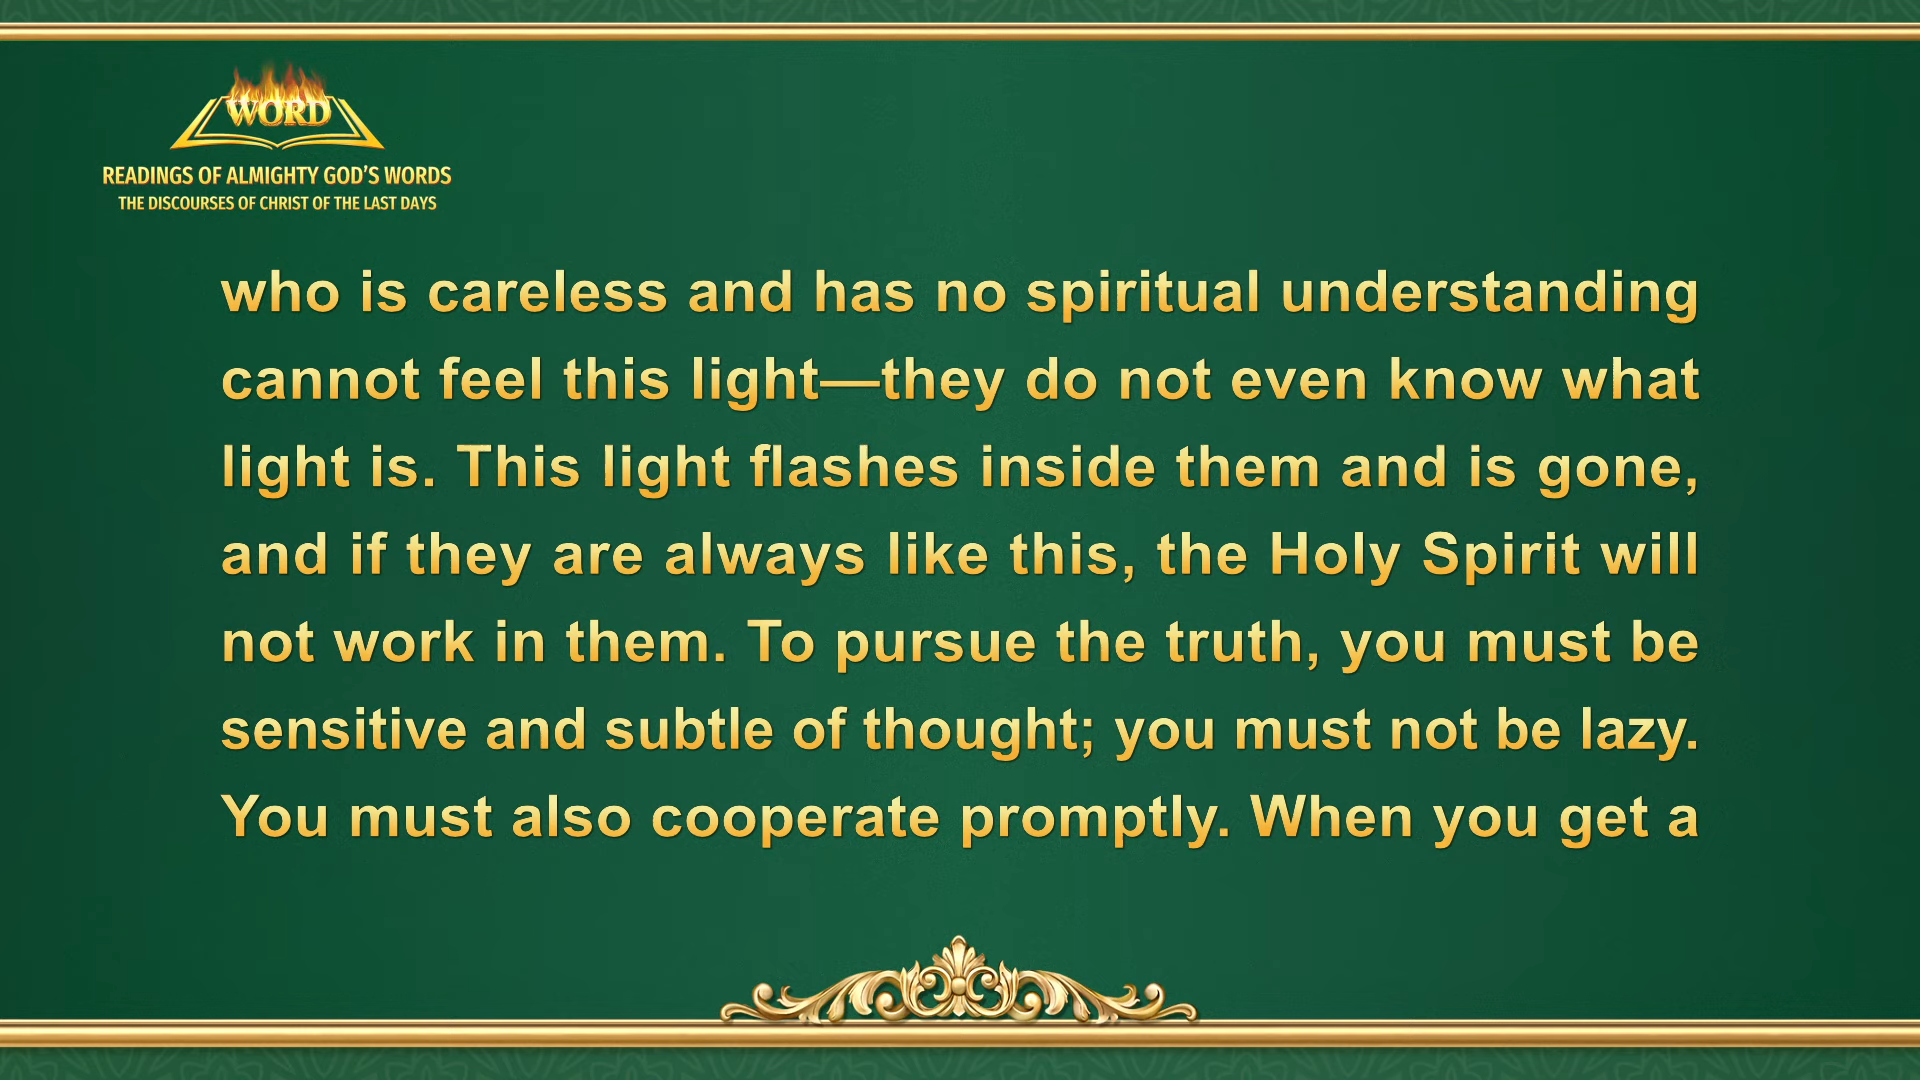 WORD
READINGS OF ALMIGHTY GOD'S WORDS
THE DISCOURSES OF CHRIST OF THE LAST DAYS
who is careless and has no spiritual understanding
cannot feel this light—they do not even know what
light is. This light flashes inside them and is gone,
and if they are always like this, the Holy Spirit will
not work in them. To pursue the truth, you must be
sensitive and subtle of thought; you must not be lazy.
You must also cooperate promptly. When you get a